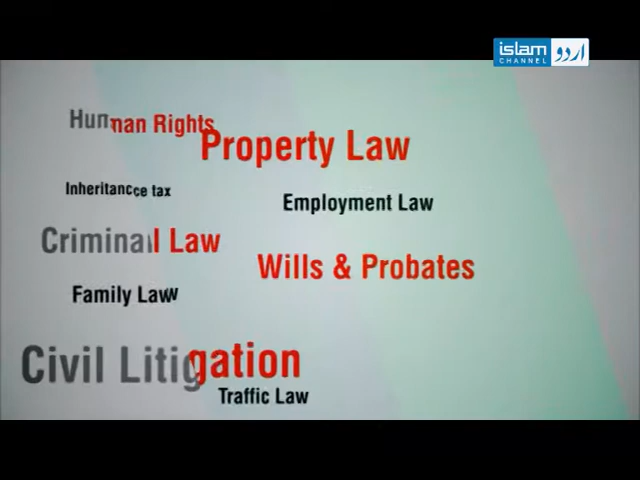 islam
CHANNEL
اردو
Human Rights
Property Law
Inheritancce tax
Employment Law
Criminal Law
Wills & Probates
Family Law
Civil Litigation
Traffic Law